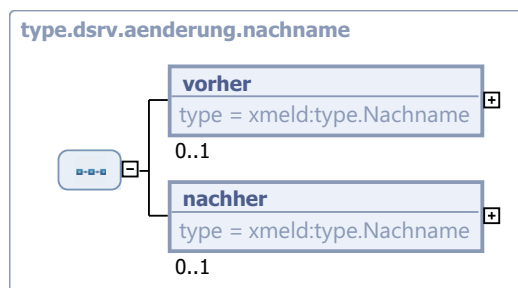 type.dsrv.aenderung.nachname
vorher
type = xmeld:type.Nachname
0..1
nachher
type = xmeld:type.Nachname
0..1